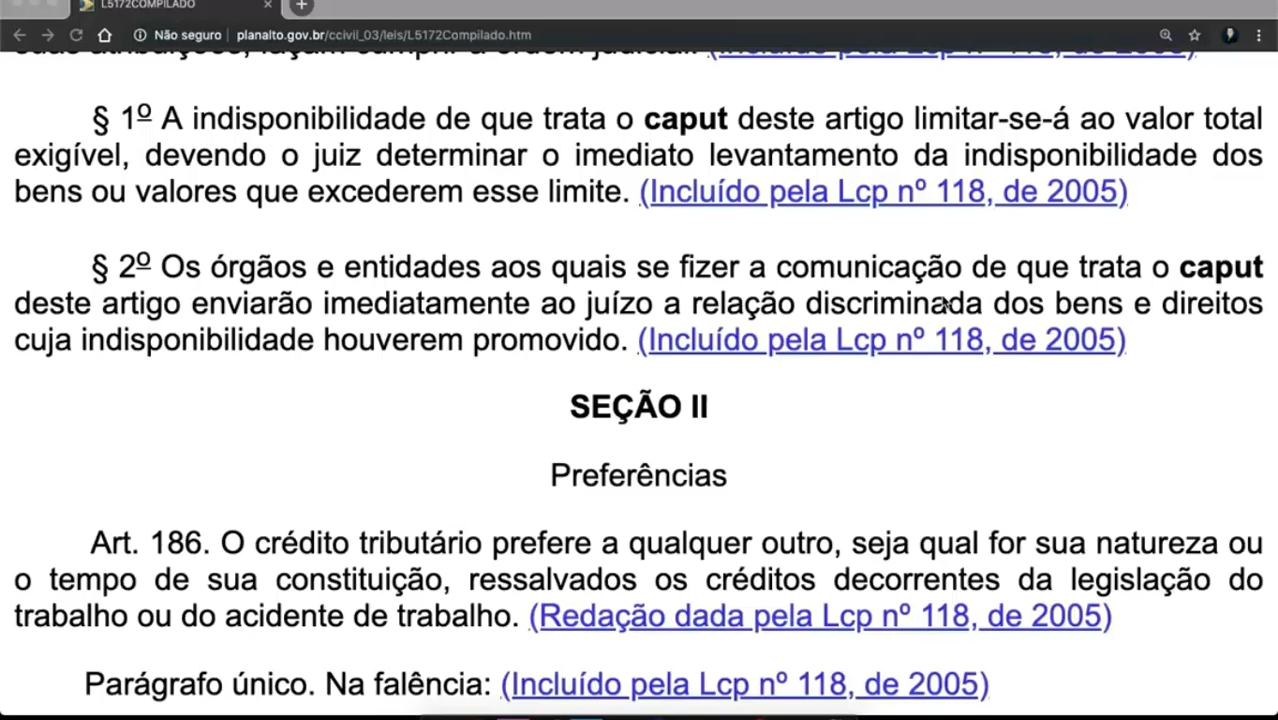 L5172COMPILADO
Não seguro
planalto.gov.br/ccivil_03/leis/L5172Compilado.htm
§ 1º A indisponibilidade de que trata o caput deste artigo limitar-se-á ao valor total
exigível, devendo o juiz determinar o imediato levantamento da indisponibilidade dos
bens ou valores que excederem esse limite. (Incluído pela Lcp nº 118, de 2005)
§ 2º Os órgãos e entidades aos quais se fizer a comunicação de que trata o caput
deste artigo enviarão imediatamente ao juízo a relação discriminada dos bens e direitos
cuja indisponibilidade houverem promovido. (Incluído pela Lcp nº 118, de 2005)
SEÇÃO II
Preferências
Art. 186. O crédito tributário prefere a qualquer outro, seja qual for sua natureza ou
o tempo de sua constituição, ressalvados os créditos decorrentes da legislação do
trabalho ou do acidente de trabalho. (Redação dada pela Lcp nº 118, de 2005)
Parágrafo único. Na falência: (Incluído pela Lcp nº 118, de 2005)